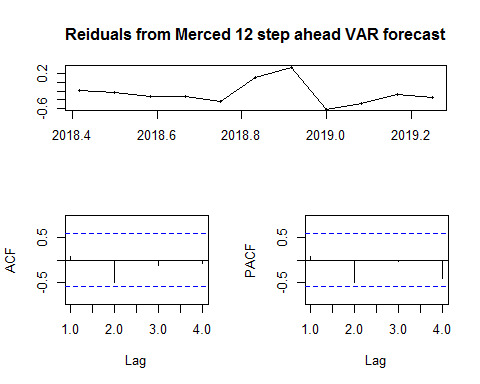 Reiduals from Merced 12 step ahead VAR forecast
0.2
-0.6
2018.4 2018.6 2018.8 2019.0 2019.2
ACF
0.5
-0.5
1.0 2.0 3.0 4.0
Lag
PACF
0.5
-0.5
1.0 2.0 3.0 4.0
Lag